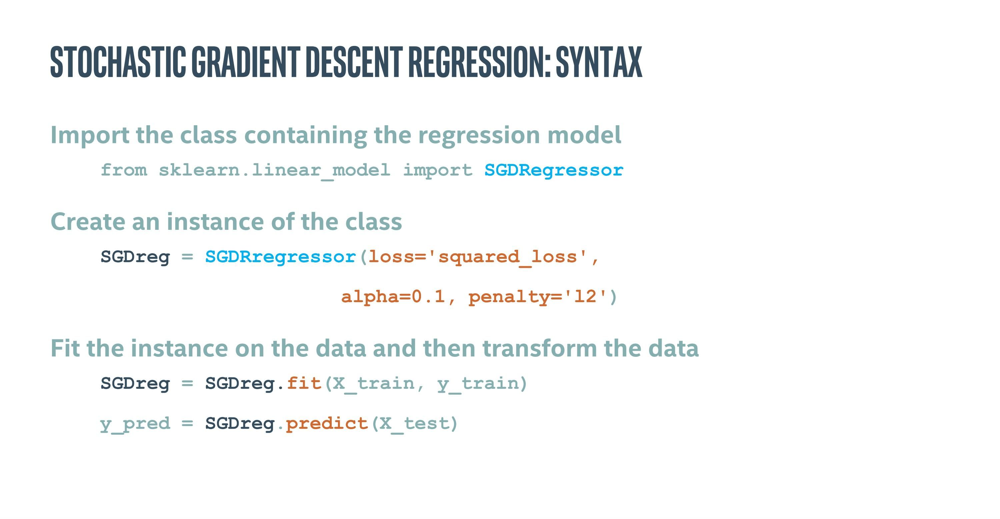 STOCHASTIC GRADIENT DESCENT REGRESSION: SYNTAX
Import the class containing the regression model
from sklearn.linear_model import SGDRegressor
Create an instance of the class
SGDreg = SGDRregressor(loss='squared_loss',
alpha=0.1, penalty='l2')
Fit the instance on the data and then transform the data
SGDreg = SGDreg.fit(X_train, y_train)
y_pred = SGDreg.predict(X_test)